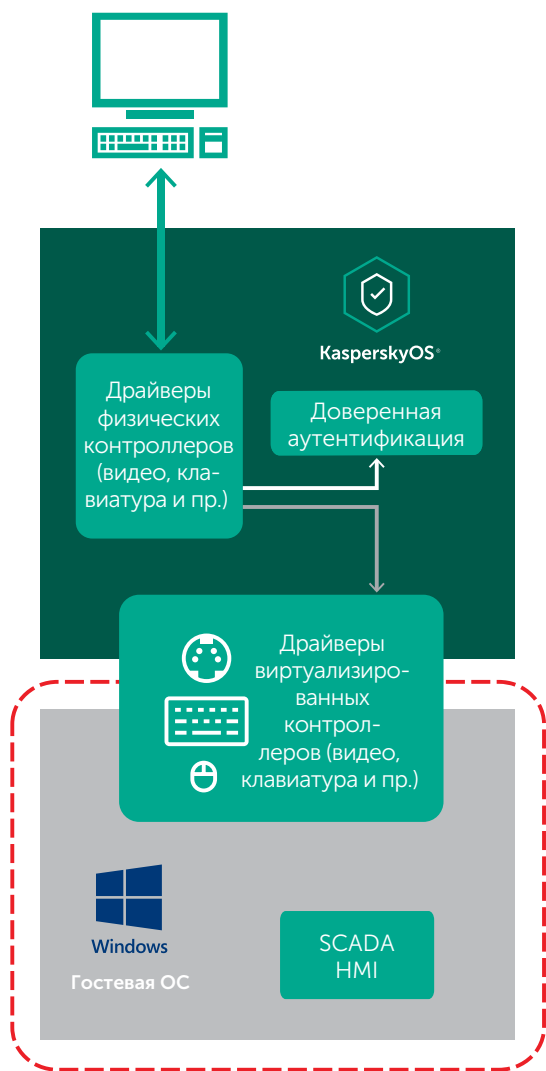 KasperskyOS®
Драйверы
физических
контроллеров
(видео, кла-
виатура и пр.)
Доверенная
аутентификация
Драйверы
виртуализиро-
ванных
контрол-
леров (видео,
клавиатура и пр.)
Windows
Гостевая ОС
SCADA
HMI